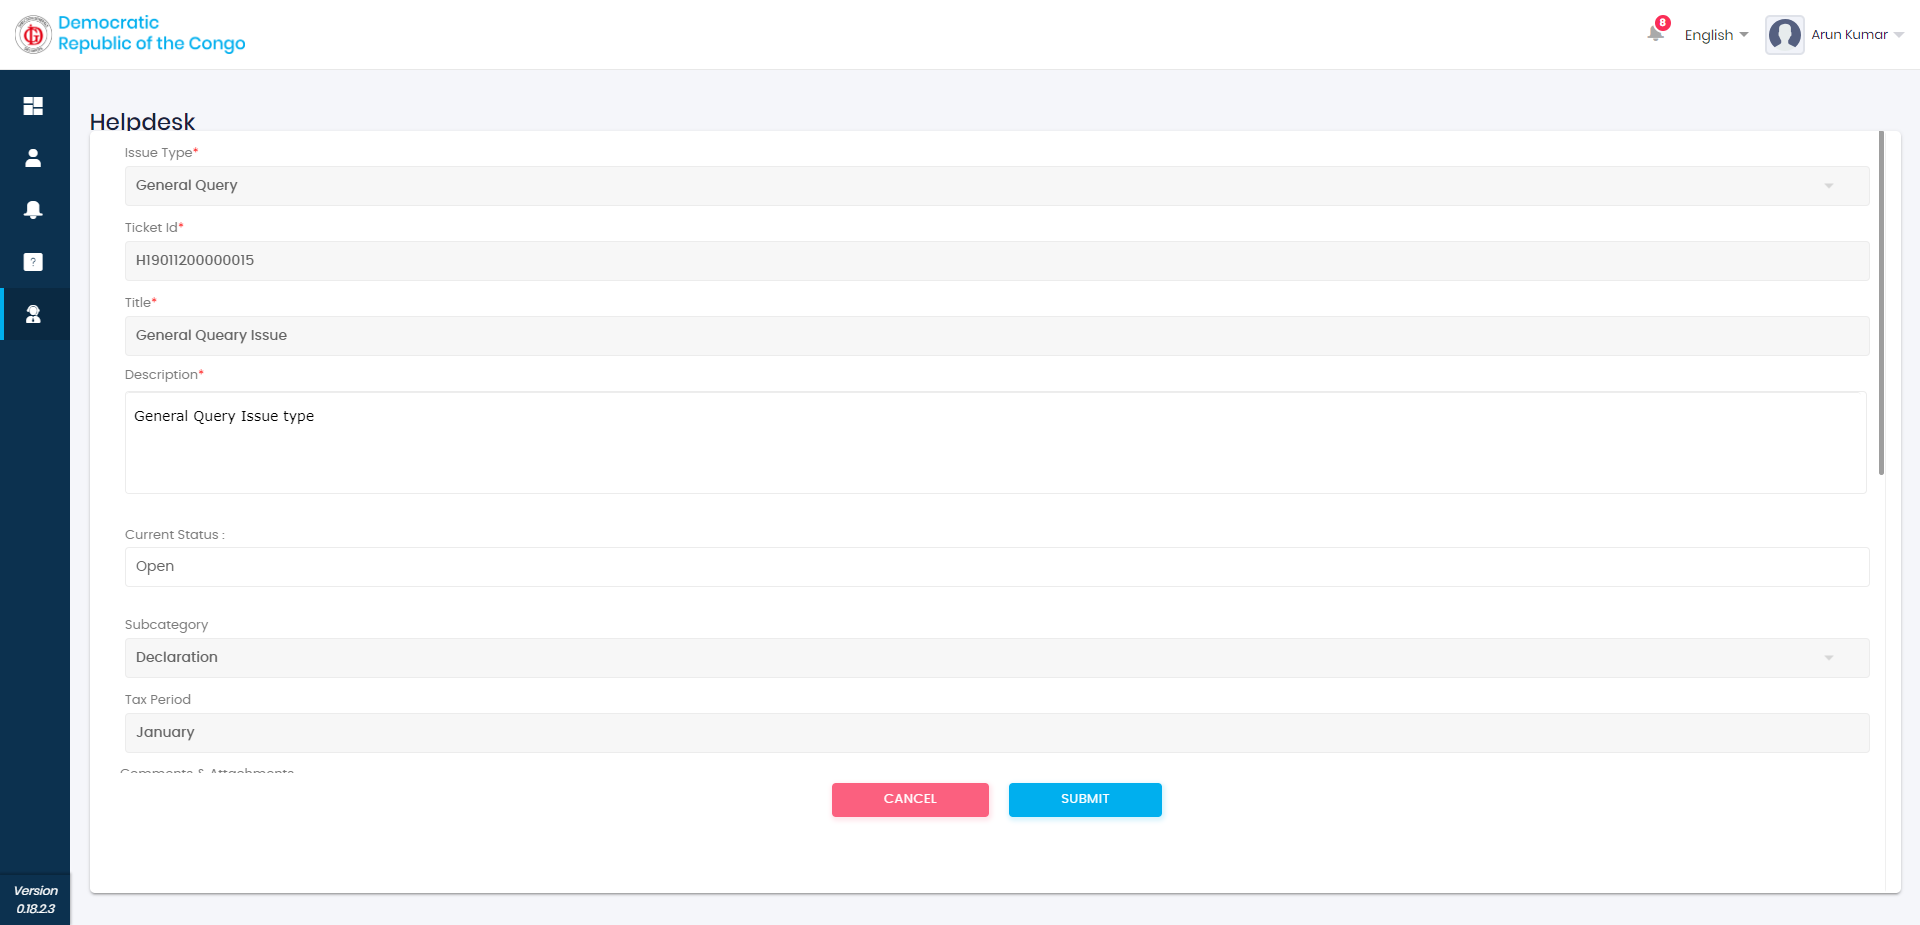 Democratic
Republic of the Congo
8
English
Arun Kumar
Helpdesk
Issue Type*
General Query
Ticket Id*
H19011200000015
Title*
General Queary Issue
Description*
General Query Issue type
Current Status :
Open
Subcategory
Declaration
Tax Period
January
Comments & Attachments
CANCEL
SUBMIT
Version
0.18.2.3